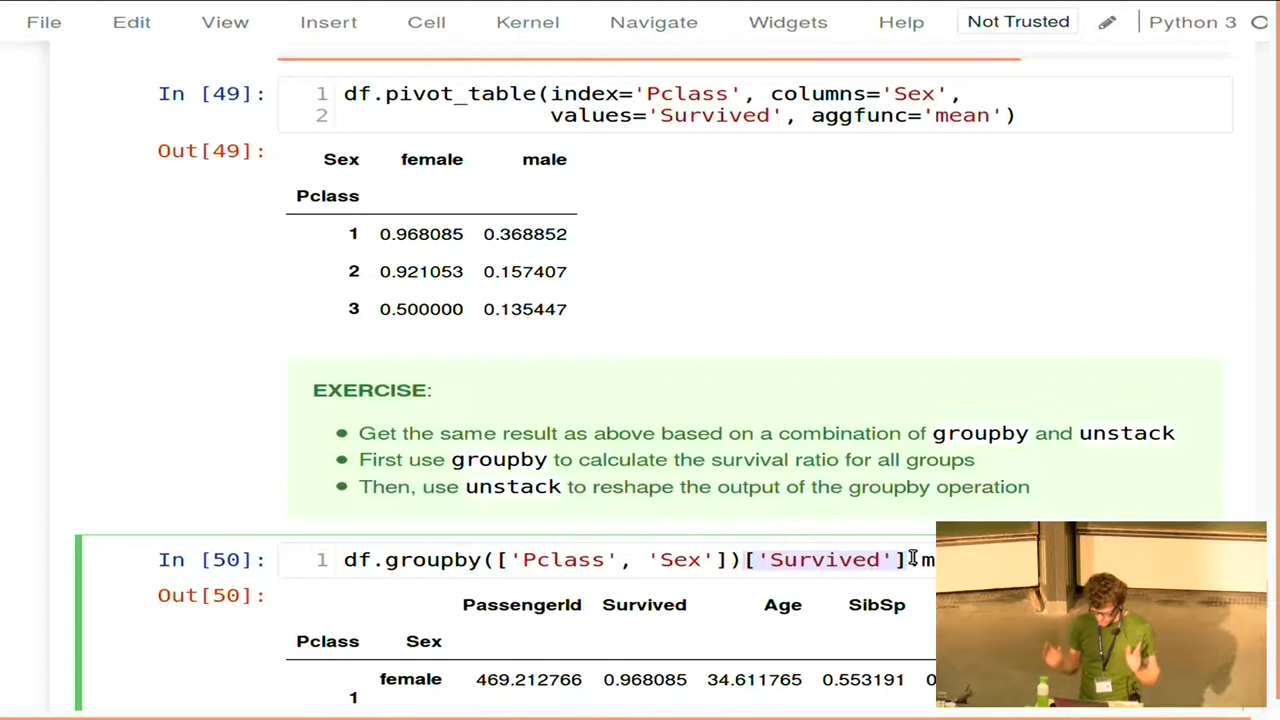 File Edit View Insert Cell Kernel Navigate Widgets Help Not Trusted Python 3
In [49]: 1 df.pivot_table(index='Pclass', columns='Sex',
2 values='Survived', aggfunc='mean')
Out[49]:
Sex female male
Pclass
1 0.968085 0.368852
2 0.921053 0.157407
3 0.500000 0.135447
EXERCISE:
Get the same result as above based on a combination of groupby and unstack
First use groupby to calculate the survival ratio for all groups
Then, use unstack to reshape the output of the groupby operation
In [50]: 1 df.groupby(['Pclass', 'Sex'])['Survived'].m
Out[50]:
PassengerId Survived Age SibSp
Pclass Sex
female 469.212766 0.968085 34.611765 0.553191
1